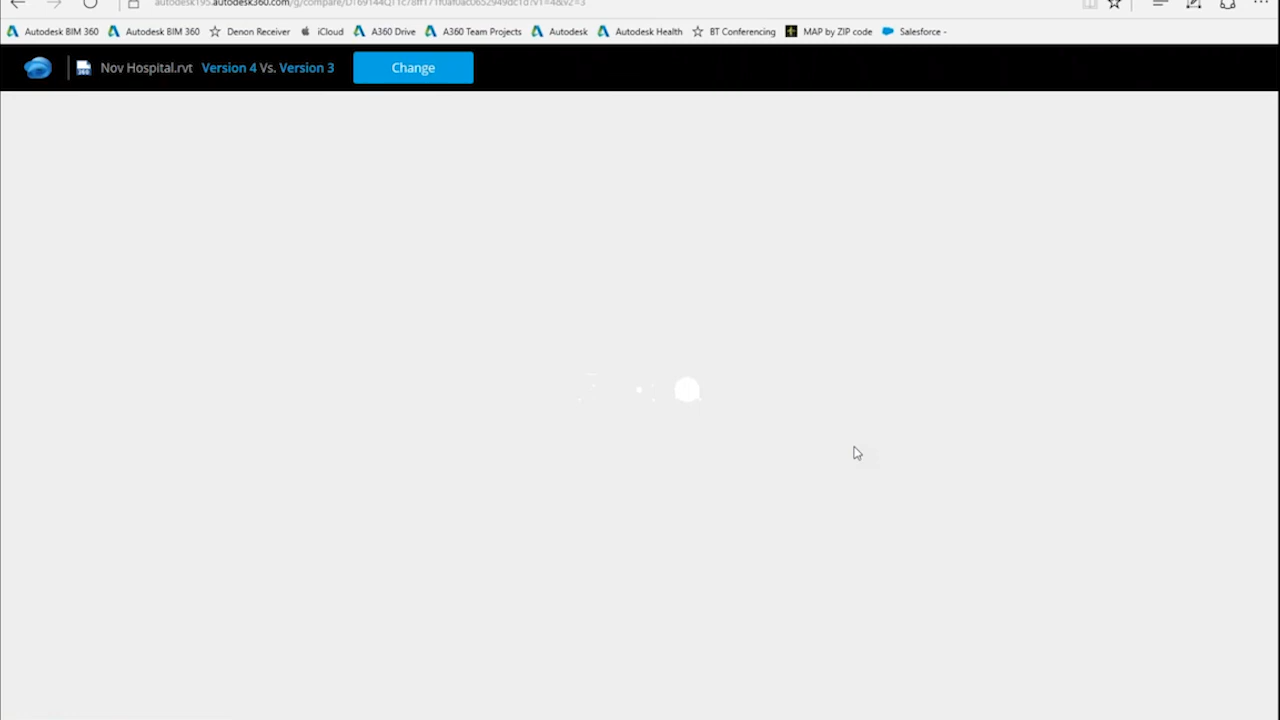 Autodesk BIM 360 Autodesk BIM 360 Denon Receiver iCloud A360 Drive A360 Team Projects Autodesk Autodesk Health BT Conferencing MAP by ZIP code Salesforce -
Nov Hospital.rvt Version 4 Vs. Version 3 Change